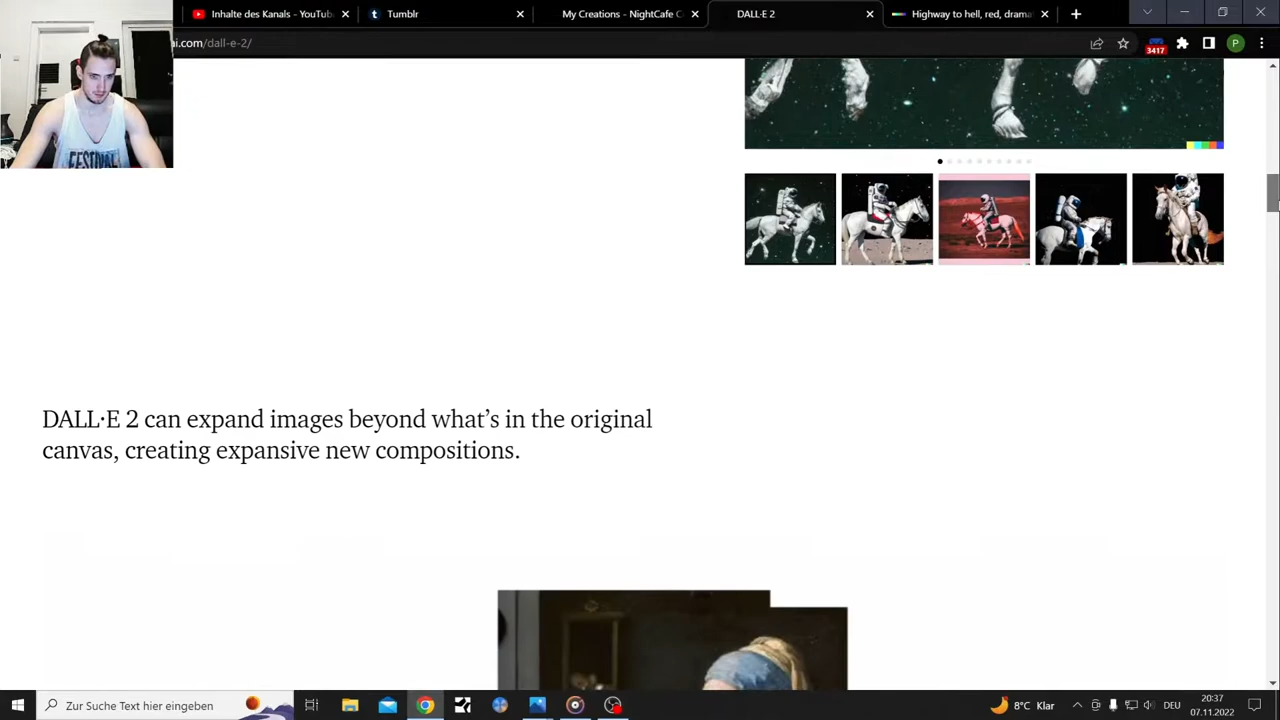 Inhalte des Kanals - YouTub
Tumblr
My Creations - NightCafe C
DALL·E 2
Highway to hell, red, drama
ai.com/dall-e-2/
3417
P
FESTIVAL
DALL·E 2 can expand images beyond what's in the original
canvas, creating expansive new compositions.
Zur Suche Text hier eingeben
8°C Klar
DEU
20:37
07.11.2022